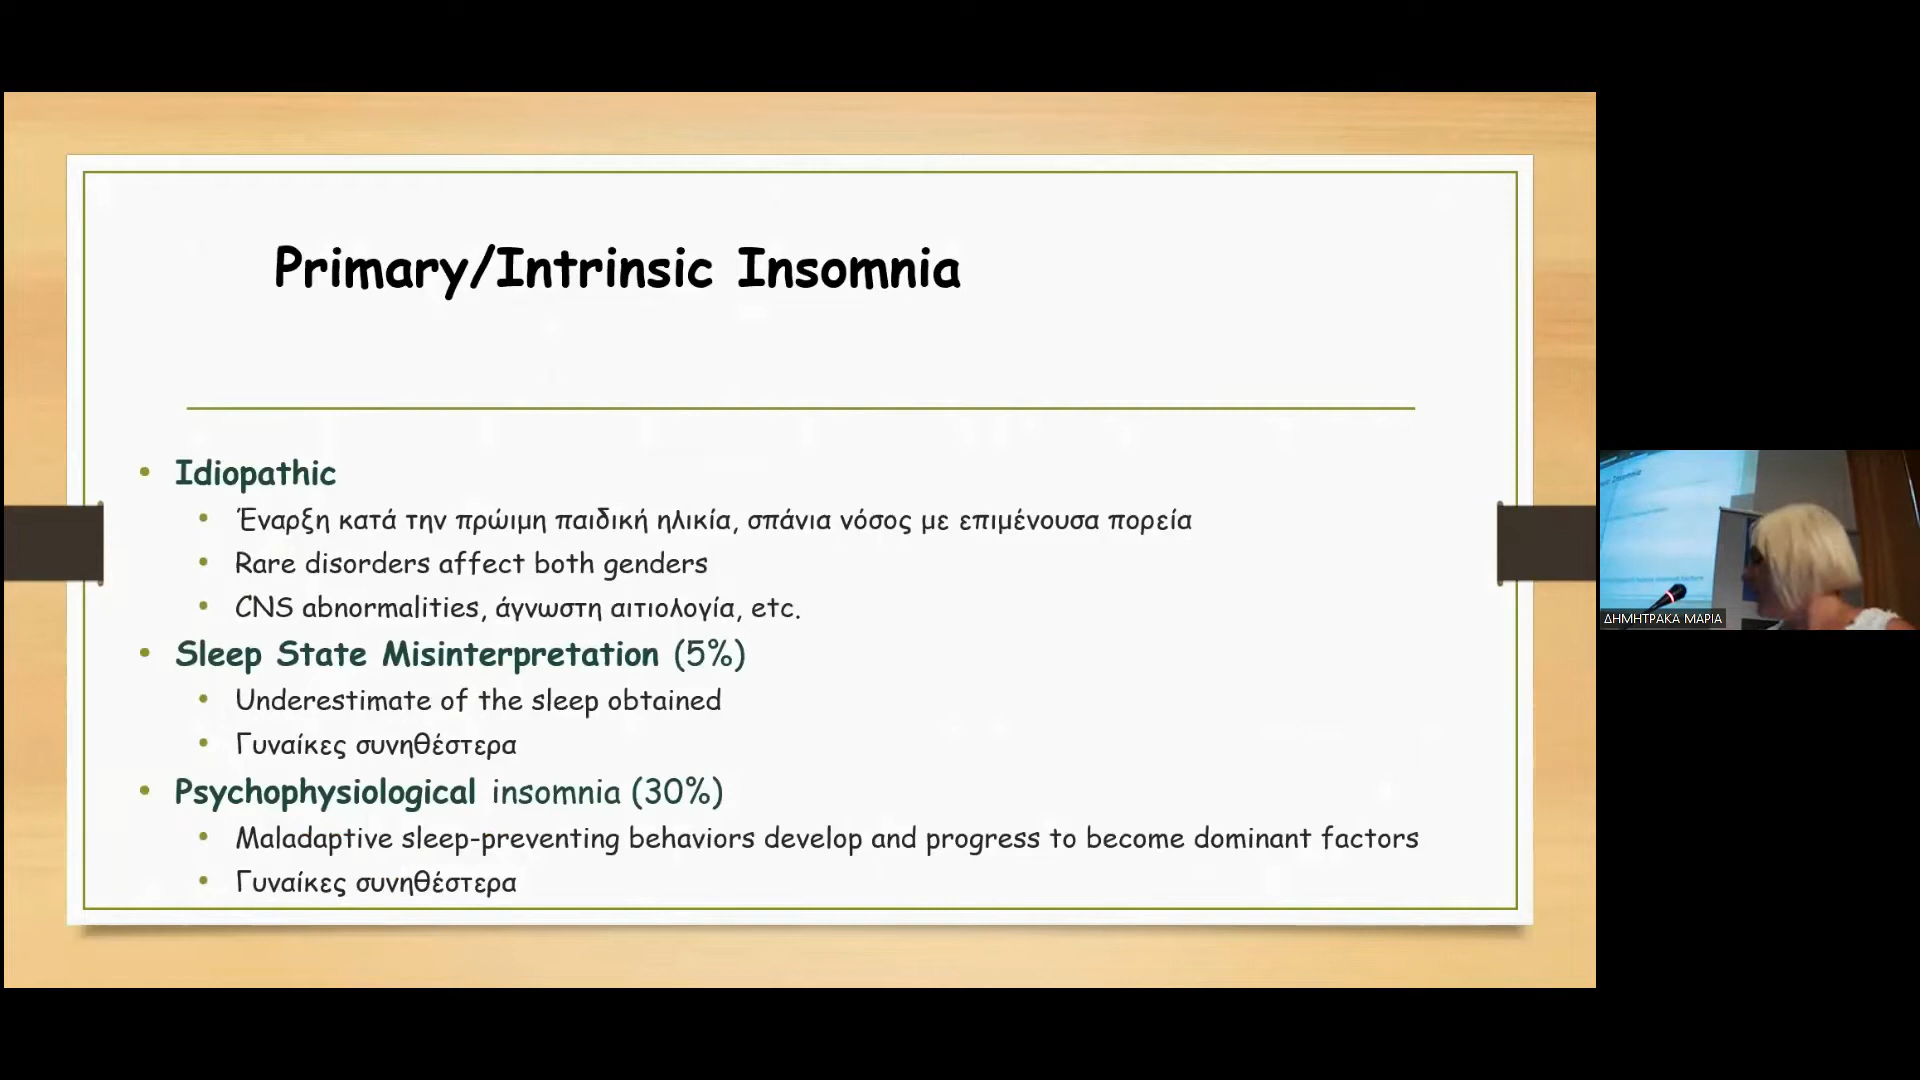 Primary/Intrinsic Insomnia
• Idiopathic
• Έναρξη κατά την πρώιμη παιδική ηλικία, σπάνια νόσος με επιμένουσα πορεία
• Rare disorders affect both genders
• CNS abnormalities, άγνωστη αιτιολογία, etc.
• Sleep State Misinterpretation (5%)
• Underestimate of the sleep obtained
• Γυναίκες συνηθέστερα
• Psychophysiological insomnia (30%)
• Maladaptive sleep-preventing behaviors develop and progress to become dominant factors
• Γυναίκες συνηθέστερα
ΔΗΜΗΤΡΑΚΑ ΜΑΡΙΑ